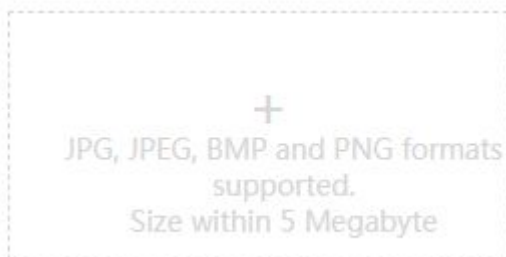 +
JPG, JPEG, BMP and PNG formats
supported.
Size within 5 Megabyte